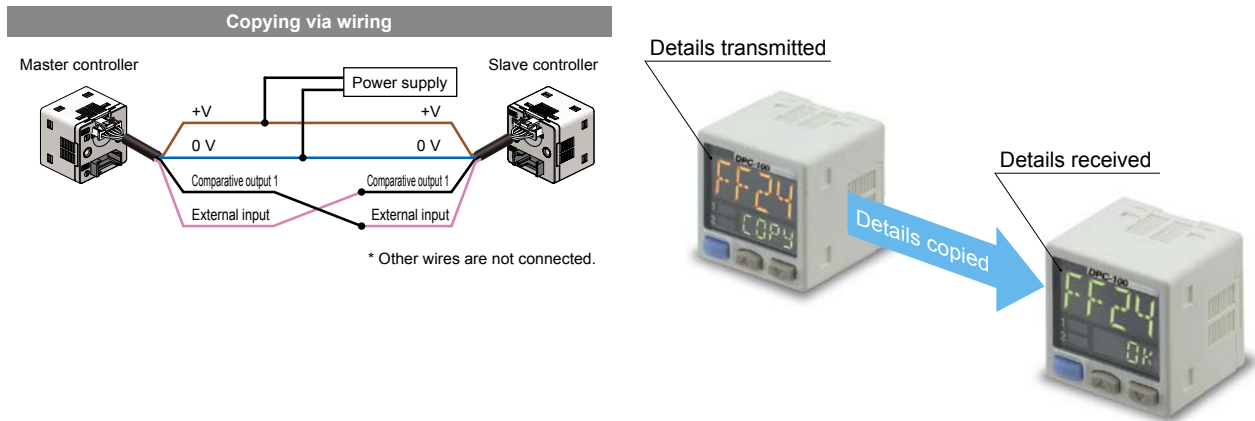 Copying via wiring
Master controller
Slave controller
Power supply
+V
+V
0 V
0 V
Comparative output 1
Comparative output 1
External input
External input
* Other wires are not connected.
Details transmitted
DPC-100
FF24
1
2
COPY
Details copied
Details received
DPC-100
FF24
1
2
OK